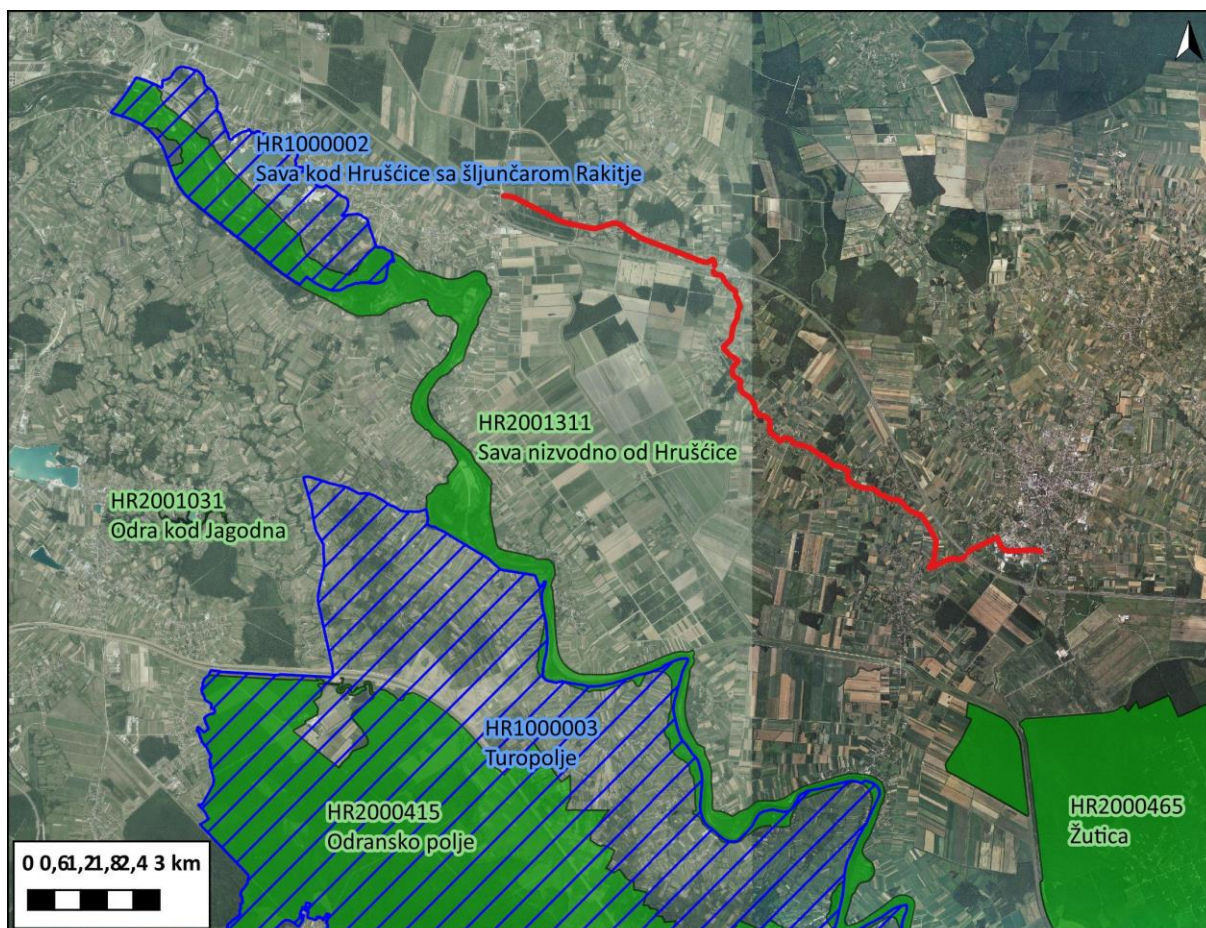 HR1000002
Sava kod Hrušćice sa šljunčarom Rakitje
HR2001311
Sava nizvodno od Hrušćice
HR2001031
Odra kod Jagodna
HR1000003
Turopolje
HR2000415
Odransko polje
HR2000465
Žutica
0 0,61,21,82,4 3 km